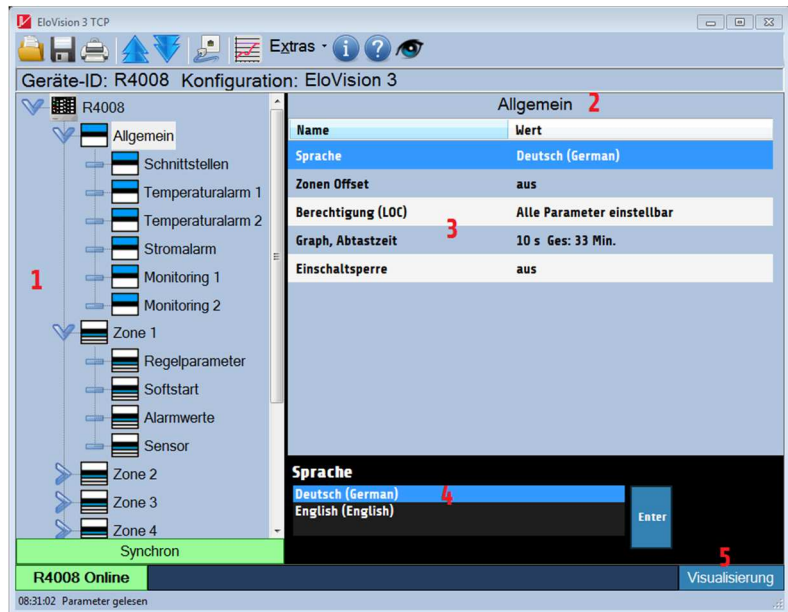 EloVision 3 TCP
Extras
Geräte-ID: R4008 Konfiguration: EloVision 3
R4008
Allgemein
Schnittstellen
Temperaturalarm 1
Temperaturalarm 2
Stromalarm
1
Monitoring 1
Monitoring 2
Zone 1
Regelparameter
Softstart
Alarmwerte
Sensor
Zone 2
Zone 3
Zone 4
Synchron
Allgemein 2
Name Wert
Sprache Deutsch (German)
Zonen Offset aus
Berechtigung (LOC) Alle Parameter einstellbar
3
Graph, Abtastzeit 10 s Ges: 33 Min.
Einschaltsperre aus
Sprache
Deutsch (German) 4
English (English)
Enter
5
R4008 Online Visualisierung
08:31:02 Parameter gelesen